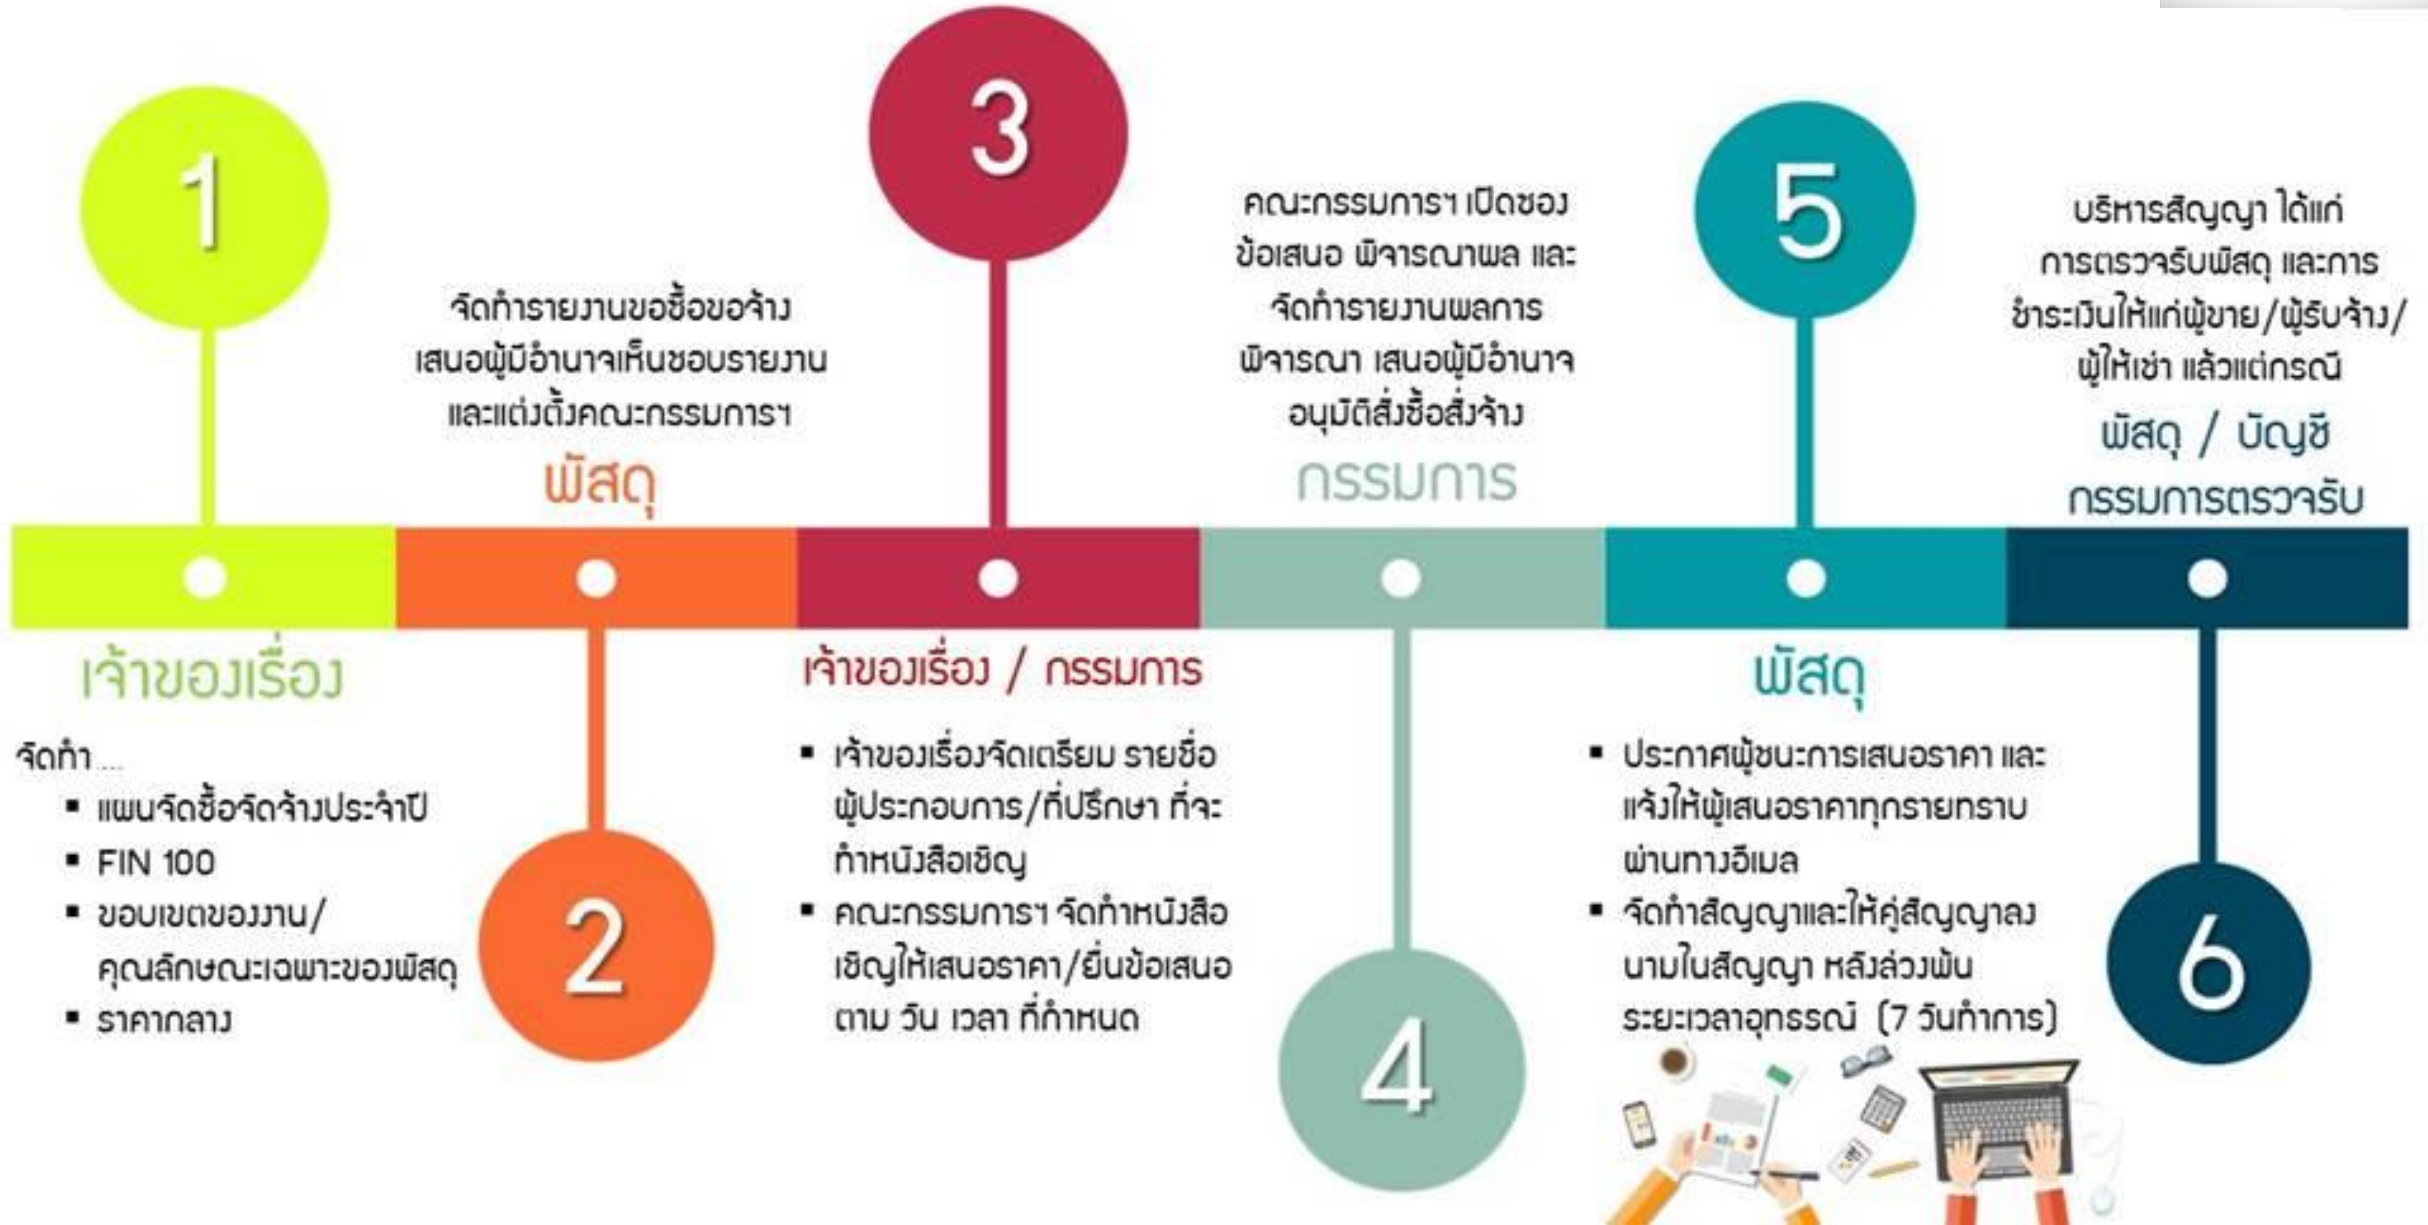 1
เจ้าของเรื่อง
จัดทำ ....
▪ แผนจัดซื้อจัดจ้างประจำปี
▪ FIN 100
▪ ขอบเขตของงาน/
คุณลักษณะเฉพาะของพัสดุ
▪ ราคากลาง
จัดทำรายงานขอซื้อขอจ้าง
เสนอผู้มีอำนาจเห็นชอบรายงาน
และแต่งตั้งคณะกรรมการฯ
พัสดุ
2
3
เจ้าของเรื่อง / กรรมการ
▪ เจ้าของเรื่องจัดเตรียม รายชื่อ
ผู้ประกอบการ/ที่ปรึกษา ที่จะ
ทำหนังสือเชิญ
▪ คณะกรรมการฯ จัดทำหนังสือ
เชิญให้เสนอราคา/ยื่นข้อเสนอ
ตาม วัน เวลา ที่กำหนด
คณะกรรมการฯ เปิดซอง
ข้อเสนอ พิจารณาผล และ
จัดทำรายงานผลการ
พิจารณา เสนอผู้มีอำนาจ
อนุมัติสั่งซื้อสั่งจ้าง
กรรมการ
4
5
พัสดุ
▪ ประกาศผู้ชนะการเสนอราคา และ
แจ้งให้ผู้เสนอราคาทุกรายทราบ
ผ่านทางอีเมล
▪ จัดทำสัญญาและให้คู่สัญญาลง
นามในสัญญา หลังล่วงพ้น
ระยะเวลาอุทธรณ์ (7 วันทำการ)
บริหารสัญญา ได้แก่
การตรวจรับพัสดุ และการ
ชำระเงินให้แก่ผู้ขาย/ผู้รับจ้าง/
ผู้ให้เช่า แล้วแต่กรณี
พัสดุ / บัญชี
กรรมการตรวจรับ
6